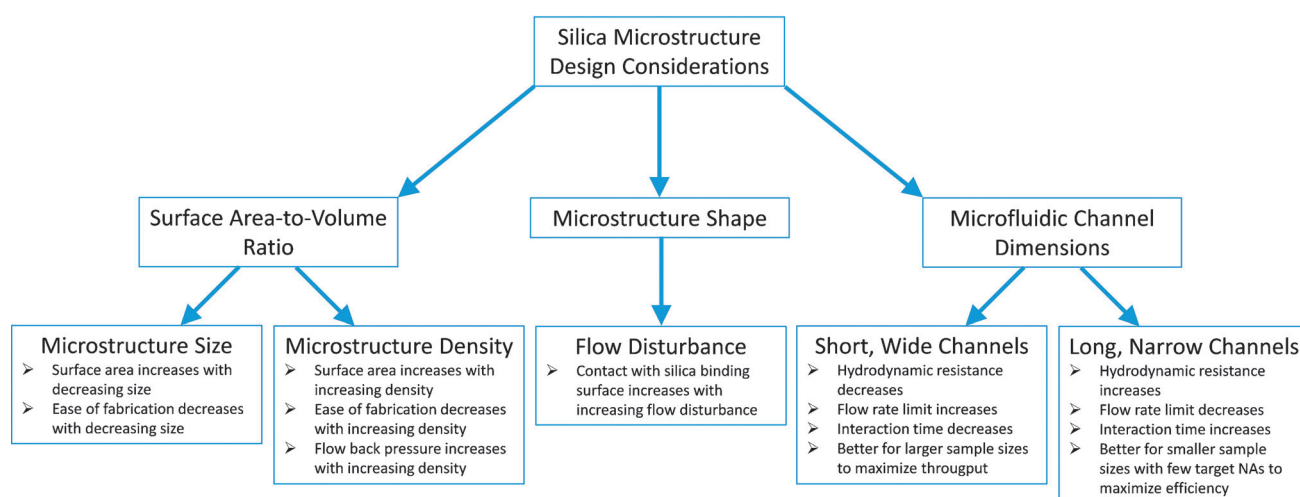 Silica Microstructure
Design Considerations
Surface Area-to-Volume
Ratio
Microstructure Shape
Microfluidic Channel
Dimensions
Microstructure Size
➢ Surface area increases with
decreasing size
➢ Ease of fabrication decreases
with decreasing size
Microstructure Density
➢ Surface area increases with
increasing density
➢ Ease of fabrication decreases
with increasing density
➢ Flow back pressure increases
with increasing density
Flow Disturbance
➢ Contact with silica binding
surface increases with
increasing flow disturbance
Short, Wide Channels
➢ Hydrodynamic resistance
decreases
➢ Flow rate limit increases
➢ Interaction time decreases
➢ Better for larger sample sizes
to maximize througput
Long, Narrow Channels
➢ Hydrodynamic resistance
increases
➢ Flow rate limit decreases
➢ Interaction time increases
➢ Better for smaller sample
sizes with few target NAs to
maximize efficiency